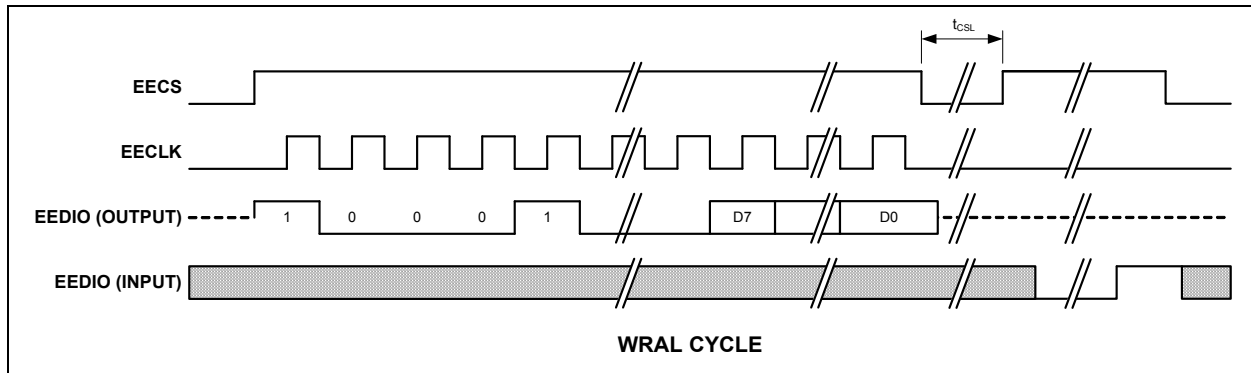 tCSL
EECS
EECLK
EEDIO (OUTPUT)
1 0 0 0 1 D7 D0
EEDIO (INPUT)
WRAL CYCLE